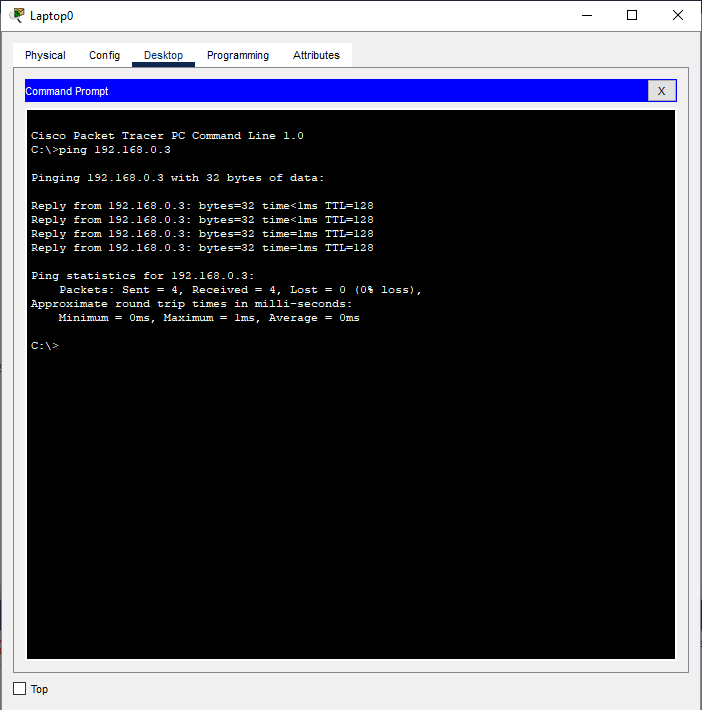 Laptop0
Physical Config Desktop Programming Attributes
Command Prompt X
Cisco Packet Tracer PC Command Line 1.0
C:\>ping 192.168.0.3
Pinging 192.168.0.3 with 32 bytes of data:
Reply from 192.168.0.3: bytes=32 time<1ms TTL=128
Reply from 192.168.0.3: bytes=32 time<1ms TTL=128
Reply from 192.168.0.3: bytes=32 time=1ms TTL=128
Reply from 192.168.0.3: bytes=32 time=1ms TTL=128
Ping statistics for 192.168.0.3:
Packets: Sent = 4, Received = 4, Lost = 0 (0% loss),
Approximate round trip times in milli-seconds:
Minimum = 0ms, Maximum = 1ms, Average = 0ms
C:\>
Top